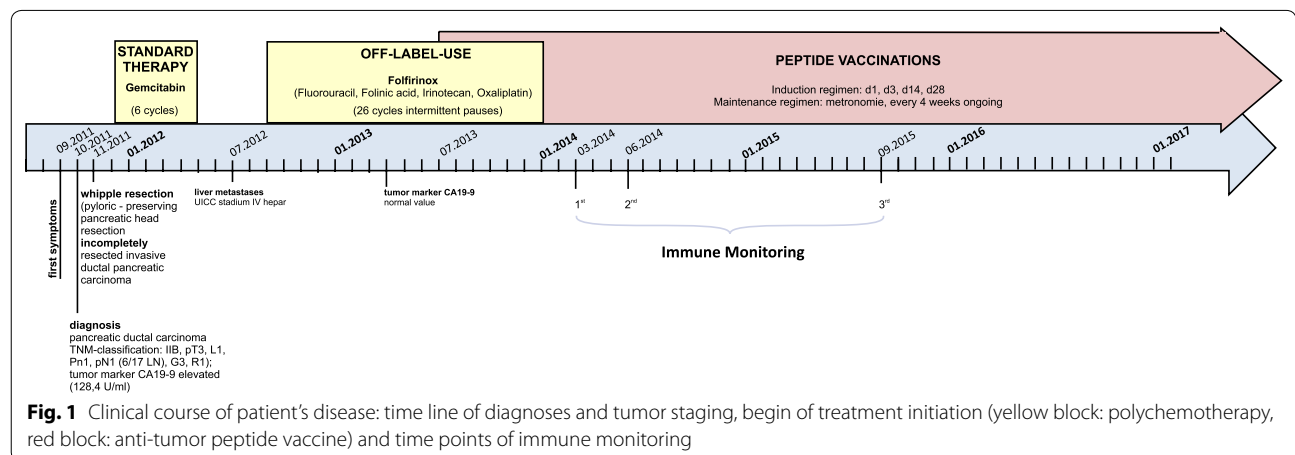 STANDARD
THERAPY
Gemcitabin
(6 cycles)
OFF-LABEL-USE
Folfirinox
(Fluorouracil, Folinic acid, Irinotecan, Oxaliplatin)
(26 cycles intermittent pauses)
PEPTIDE VACCINATIONS
Induction regimen: d1, d3, d14, d28
Maintenance regimen: metronomie, every 4 weeks ongoing
09.2011
10.2011
11.2011
01.2012
07.2012
01.2013
07.2013
01.2014
03.2014
06.2014
01.2015
09.2015
01.2016
01.2017
first symptoms
whipple resection
(pyloric - preserving
pancreatic head
resection
incompletely
resected invasive
ductal pancreatic
carcinoma
liver metastases
UICC stadium IV hepar
tumor marker CA19-9
normal value
1st
2nd
3rd
Immune Monitoring
diagnosis
pancreatic ductal carcinoma
TNM-classification: IIB, pT3, L1,
Pn1, pN1 (6/17 LN), G3, R1);
tumor marker CA19-9 elevated
(128,4 U/ml)
Fig. 1 Clinical course of patient's disease: time line of diagnoses and tumor staging, begin of treatment initiation (yellow block: polychemotherapy,
red block: anti-tumor peptide vaccine) and time points of immune monitoring